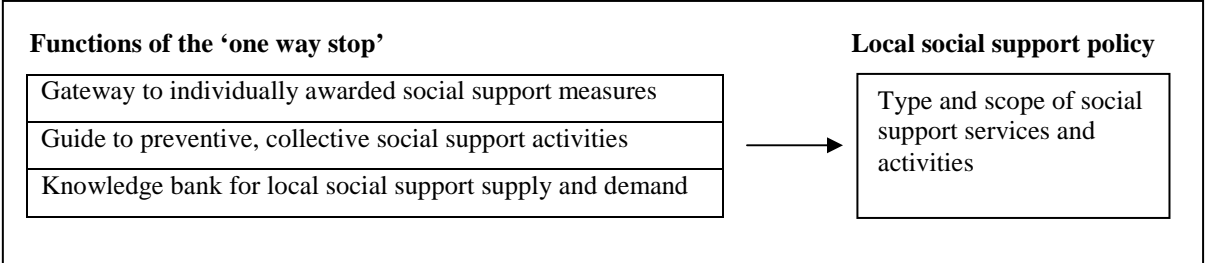 Functions of the ‘one way stop’
Gateway to individually awarded social support measures
Guide to preventive, collective social support activities
Knowledge bank for local social support supply and demand
Local social support policy
Type and scope of social
support services and
activities